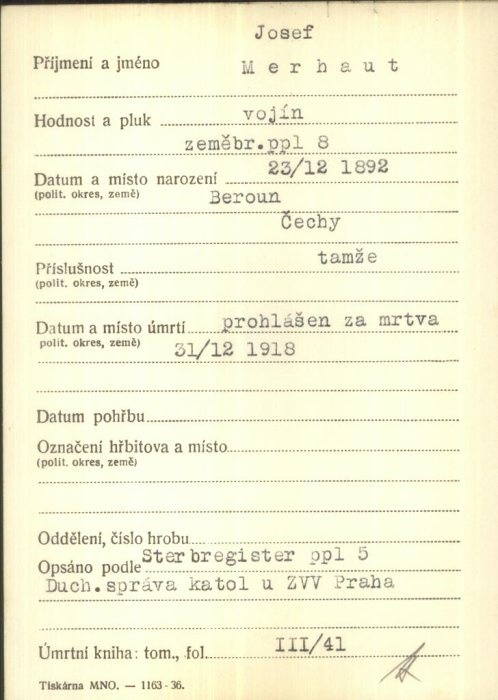 Josef
Příjmení a jméno Merhaut
Hodnost a pluk vojín
zeměbr.ppl 8
Datum a místo narození 23/12 1892
(polit. okres, země) Beroun
Čechy
Příslušnost tamže
(polit. okres, země)
Datum a místo úmrtí prohlášen za mrtva
polit. okres, země) 31/12 1918
Datum pohřbu
Označení hřbitova a místo
(polit. okres, země)
Oddělení, číslo hrobu
Opsáno podle Sterbregister ppl 5
Duch.správa katol u ZVV Praha
Úmrtní kniha: tom., fol. III/41
Tiskárna MNO. — 1163-36.